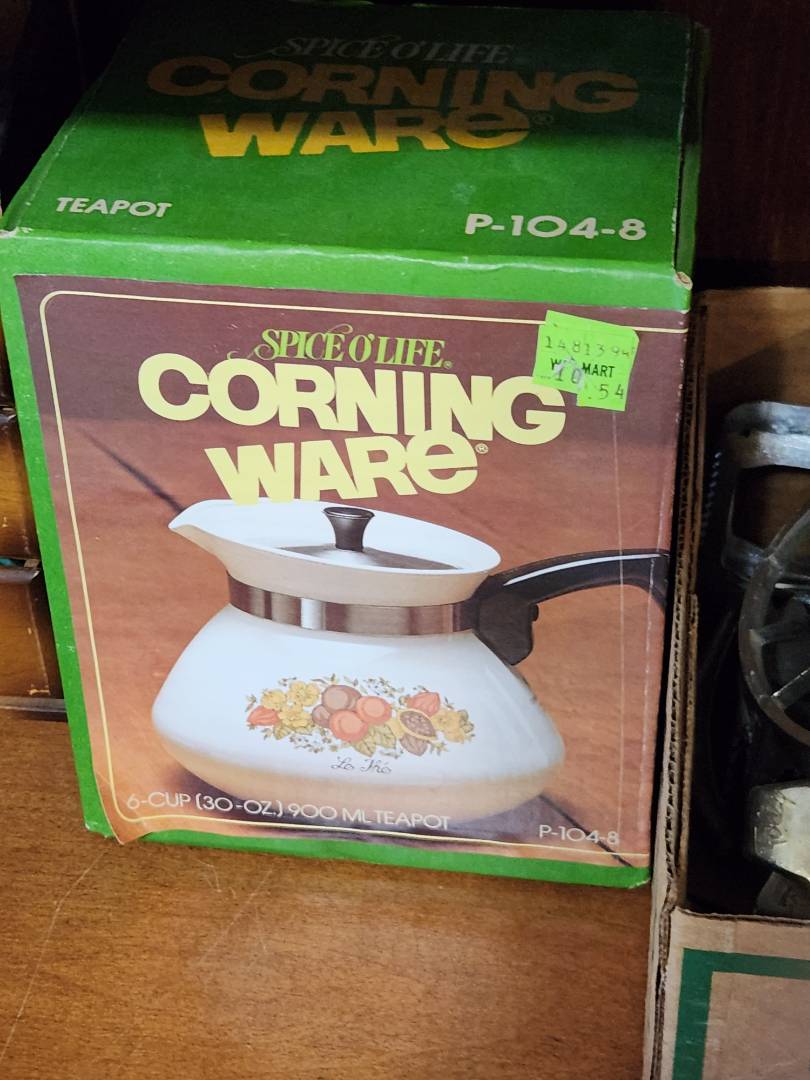 SPICE O' LIFE
CORNING
WARE®
TEAPOT
P-104-8
SPICE O' LIFE®
CORNING
WARE®
MART
.54
Le Thé
6-CUP (30-OZ.) 900 ML TEAPOT
P-104-8